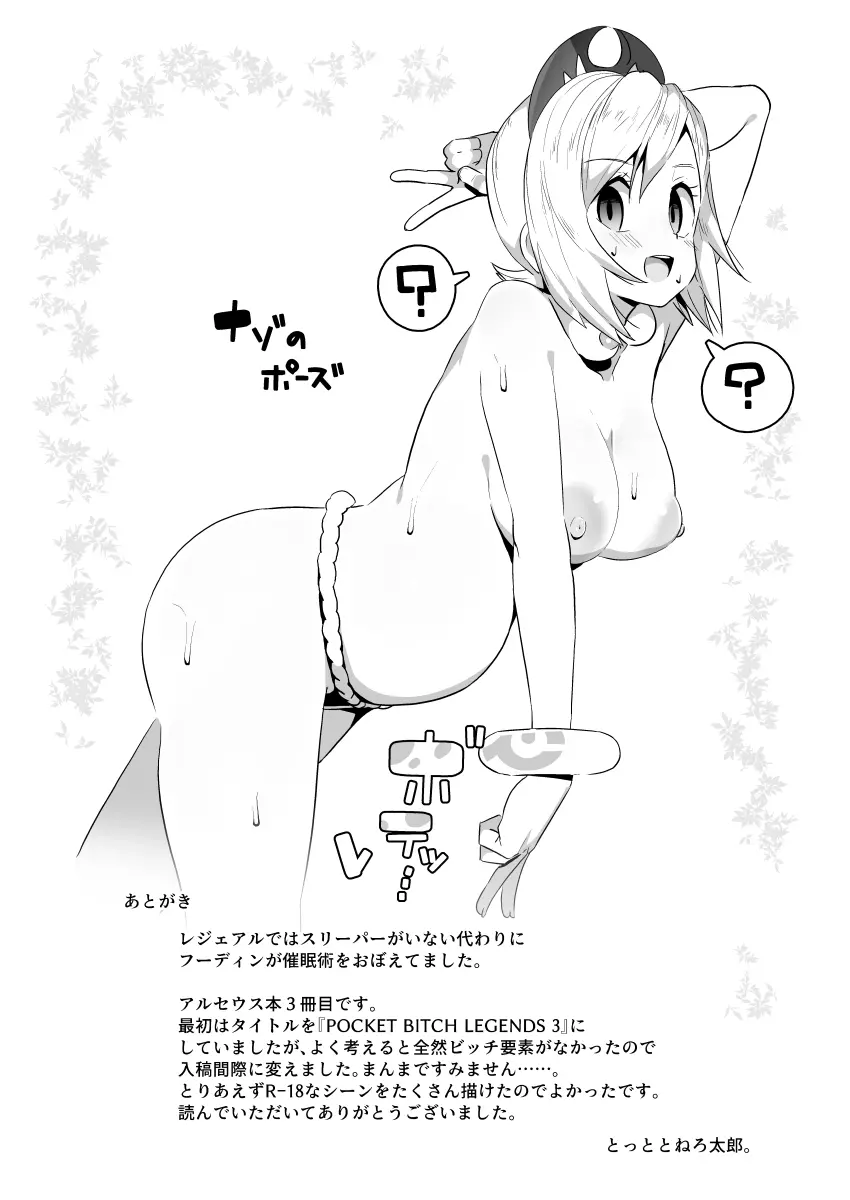 ?
ナゾの
ポーズ
?
ボ
テ
ッ
…
あとがき
レジェアルではスリーパーがいない代わりに
フーディンが催眠術をおぼえてました。
アルセウス本3冊目です。
最初はタイトルを『POCKET BITCH LEGENDS 3』に
していましたが、よく考えると全然ビッチ要素がなかったので
入稿間際に変えました。まんまですみません……。
とりあえずR-18なシーンをたくさん描けたのでよかったです。
読んでいただいてありがとうございました。
とっととねろ太郎。